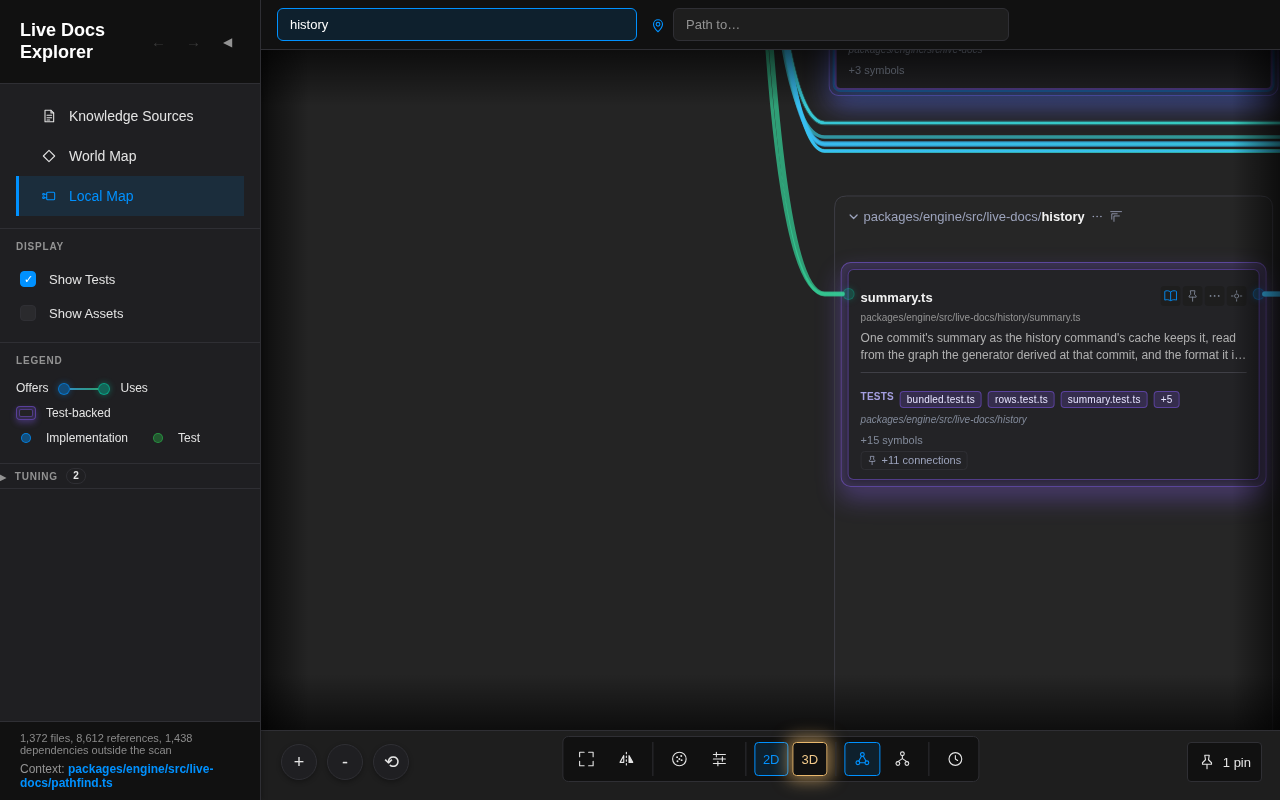 Live Docs
Explorer
history
Path to…
Knowledge Sources
World Map
Local Map
DISPLAY
Show Tests
Show Assets
LEGEND
Offers
Uses
Test-backed
Implementation
Test
TUNING 2
1,372 files, 8,612 references, 1,438
dependencies outside the scan
Context: packages/engine/src/live-
docs/pathfind.ts
packages/engine/src/live-docs
+3 symbols
packages/engine/src/live-docs/history
summary.ts
packages/engine/src/live-docs/history/summary.ts
One commit's summary as the history command's cache keeps it, read
from the graph the generator derived at that commit, and the format it i…
TESTS bundled.test.ts rows.test.ts summary.test.ts +5
packages/engine/src/live-docs/history
+15 symbols
+11 connections
+ -
2D 3D
1 pin